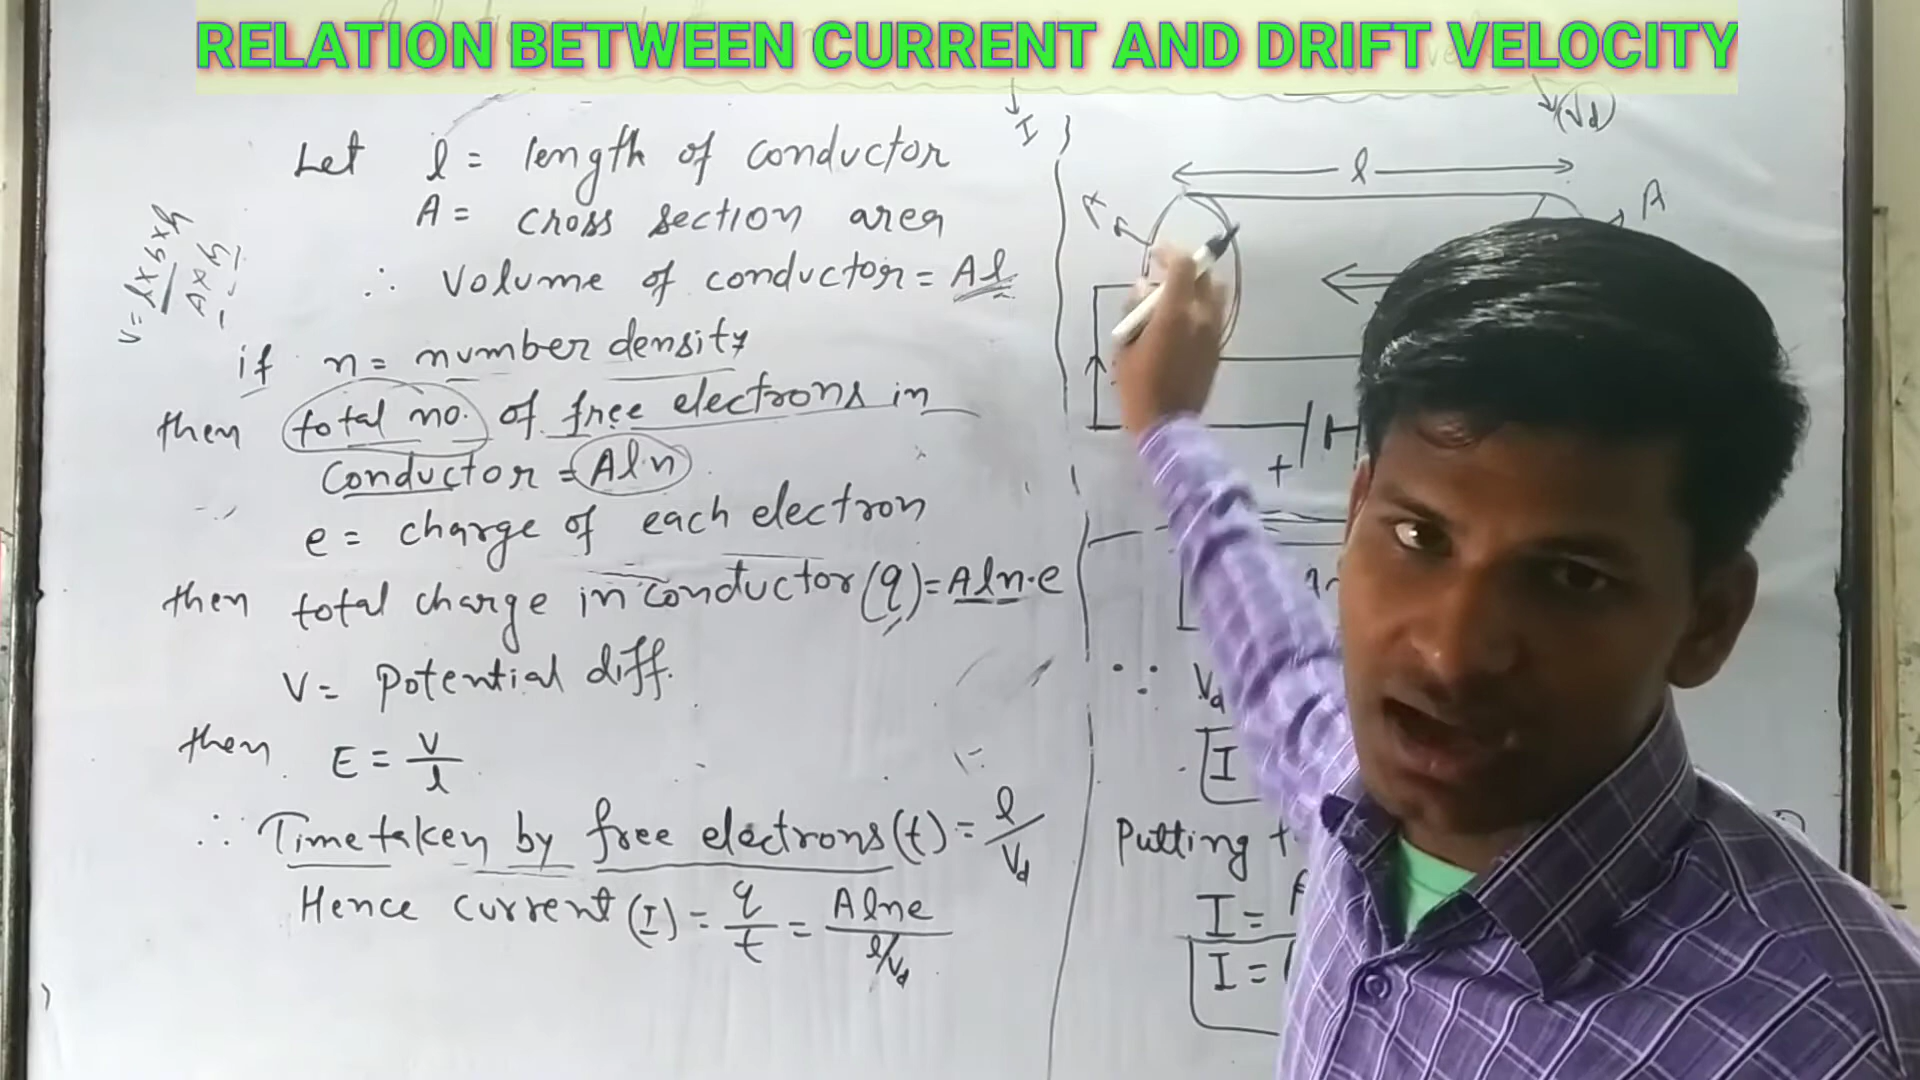 RELATION BETWEEN CURRENT AND DRIFT VELOCITY
Let l = length of conductor
A = cross section area
∴ Volume of conductor = Al
V = l×b×h
A×h
if n = number density
then total no. of free electrons in
Conductor = Al·n
e = charge of each electron
then total charge in conductor (q) = Aln·e
V = Potential diff.
then E = V/l
∴ Time taken by free electrons (t) = l/Vd
Hence current (I) = q/t = Alne / l/Vd
I
(Vd)
l
A
A
+
∴ Vd
I
Putting
I =
I =